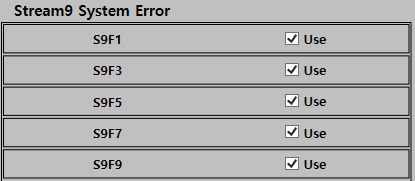 Stream9 System Error
S9F1 Use
S9F3 Use
S9F5 Use
S9F7 Use
S9F9 Use